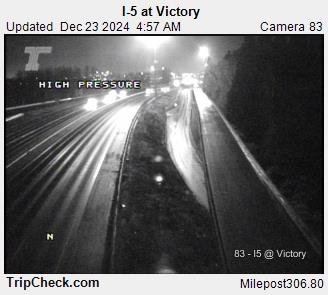 I-5 at Victory
Updated Dec 23 2024 4:57 AM Camera 83
T
HIGH PRESSURE
N
83 - I5 @ Victory
TripCheck.com Milepost306.80